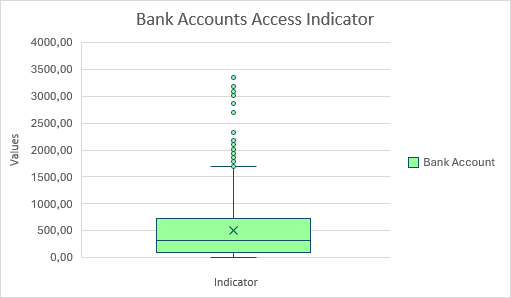 Bank Accounts Access Indicator
4000,00
3500,00
3000,00
2500,00
2000,00
1500,00
1000,00
500,00
0,00
Values
Indicator
Bank Account